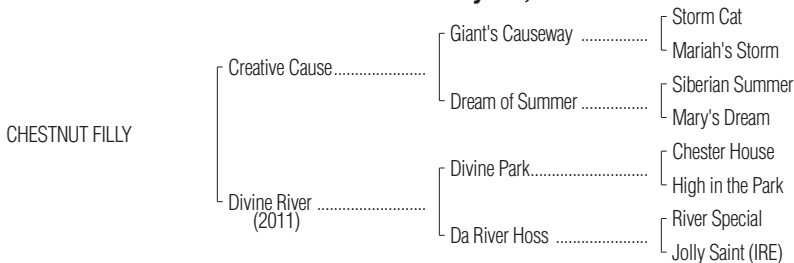 Storm Cat
Giant's Causeway ................
Mariah's Storm
Creative Cause......................
Siberian Summer
Dream of Summer ................
Mary's Dream
CHESTNUT FILLY
Chester House
Divine Park............................
High in the Park
Divine River ..........................
(2011)
River Special
Da River Hoss ......................
Jolly Saint (IRE)